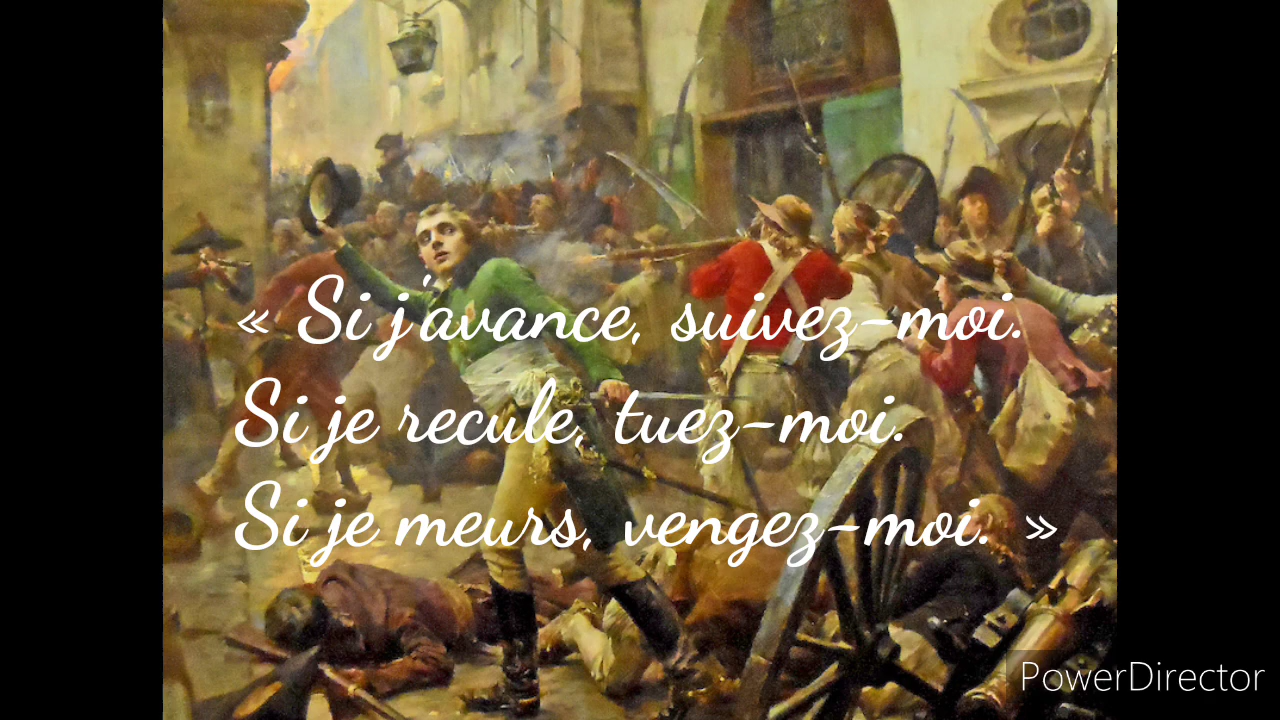 « Si j'avance, suivez-moi.
Si je recule, tuez-moi.
Si je meurs, vengez-moi. »
PowerDirector